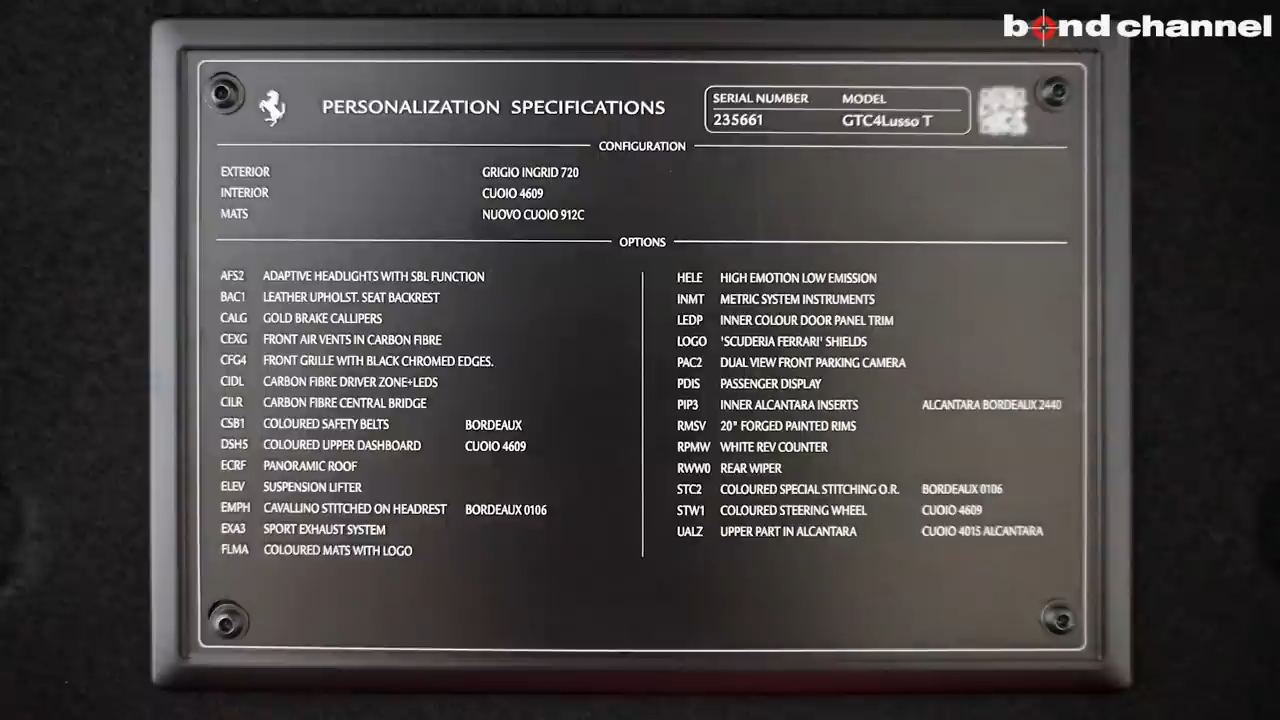 bond channel
PERSONALIZATION SPECIFICATIONS
SERIAL NUMBER MODEL
235661 GTC4Lusso T
CONFIGURATION
EXTERIOR GRIGIO INGRID 720
INTERIOR CUOIO 4609
MATS NUOVO CUOIO 912C
OPTIONS
AFS2 ADAPTIVE HEADLIGHTS WITH SBL FUNCTION
BAC1 LEATHER UPHOLST. SEAT BACKREST
CALG GOLD BRAKE CALLIPERS
CEXG FRONT AIR VENTS IN CARBON FIBRE
CFG4 FRONT GRILLE WITH BLACK CHROMED EDGES.
CIDL CARBON FIBRE DRIVER ZONE+LEDS
CILR CARBON FIBRE CENTRAL BRIDGE
CSB1 COLOURED SAFETY BELTS BORDEAUX
DSH5 COLOURED UPPER DASHBOARD CUOIO 4609
ECRF PANORAMIC ROOF
ELEV SUSPENSION LIFTER
EMPH CAVALLINO STITCHED ON HEADREST BORDEAUX 0106
EXA3 SPORT EXHAUST SYSTEM
FLMA COLOURED MATS WITH LOGO
HELE HIGH EMOTION LOW EMISSION
INMT METRIC SYSTEM INSTRUMENTS
LEDP INNER COLOUR DOOR PANEL TRIM
LOGO 'SCUDERIA FERRARI' SHIELDS
PAC2 DUAL VIEW FRONT PARKING CAMERA
PDIS PASSENGER DISPLAY
PIP3 INNER ALCANTARA INSERTS ALCANTARA BORDEAUX 2440
RMSV 20" FORGED PAINTED RIMS
RPMW WHITE REV COUNTER
RWW0 REAR WIPER
STC2 COLOURED SPECIAL STITCHING O.R. BORDEAUX 0106
STW1 COLOURED STEERING WHEEL CUOIO 4609
UALZ UPPER PART IN ALCANTARA CUOIO 4015 ALCANTARA